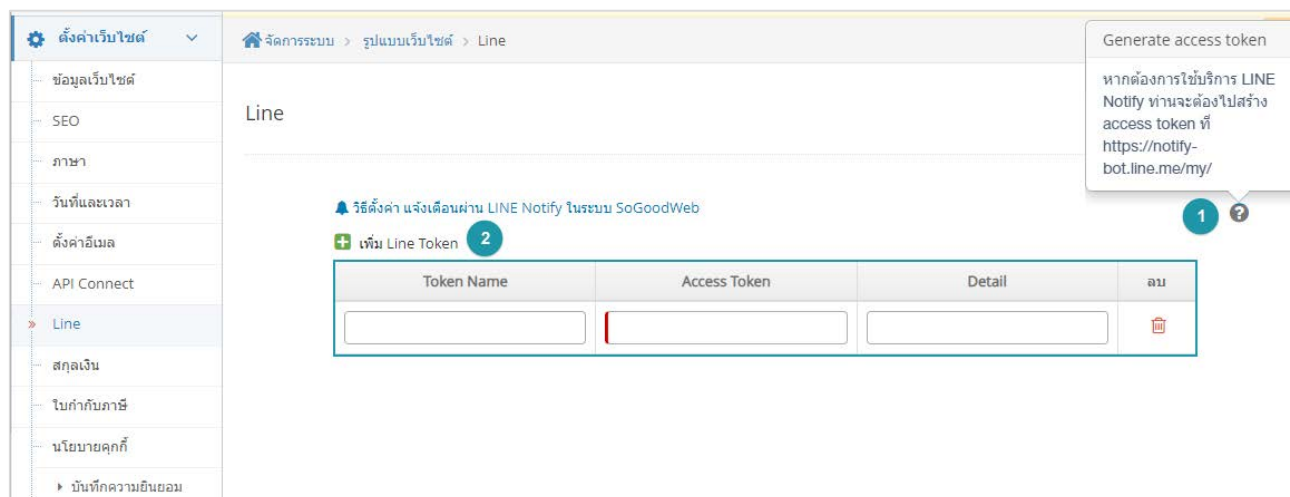 ตั้งค่าเว็บไซต์
ข้อมูลเว็บไซต์
SEO
ภาษา
วันที่และเวลา
ตั้งค่าอีเมล
API Connect
Line
สกุลเงิน
ใบกำกับภาษี
นโยบายคุกกี้
บันทึกความยินยอม
จัดการระบบ > รูปแบบเว็บไซต์ > Line
Line
Generate access token
หากต้องการใช้บริการ LINE
Notify ท่านจะต้องไปสร้าง
access token ที่
https://notify-
bot.line.me/my/
1
วิธีตั้งค่า แจ้งเตือนผ่าน LINE Notify ในระบบ SoGoodWeb
เพิ่ม Line Token 2
Token Name Access Token Detail ลบ